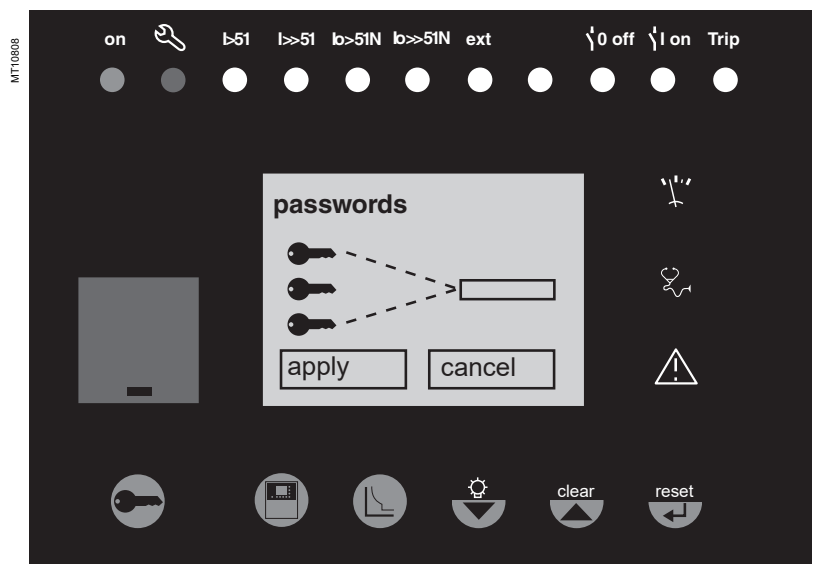 MT10808
on I>51 I>>51 Io>51N Io>>51N ext 0 off I on Trip
passwords
apply cancel
clear reset